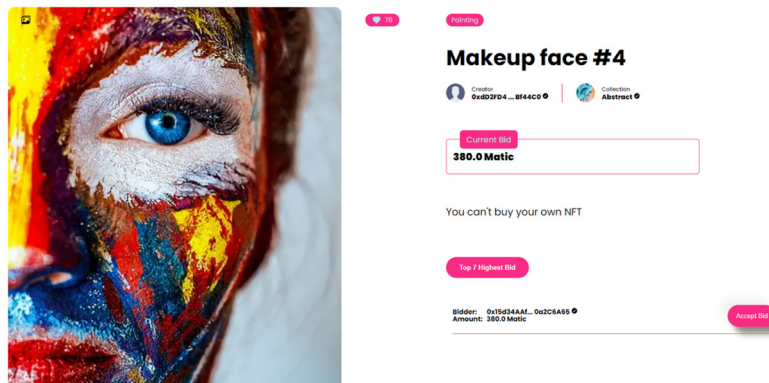 76
Painting
Makeup face #4
Creator
0xdD2FD4 ... Bf44C0
Collection
Abstract
Current Bid
380.0 Matic
You can't buy your own NFT
Top 7 Highest Bid
Bidder: 0x15d34AAf... 0a2C6A65
Amount: 380.0 Matic
Accept Bid